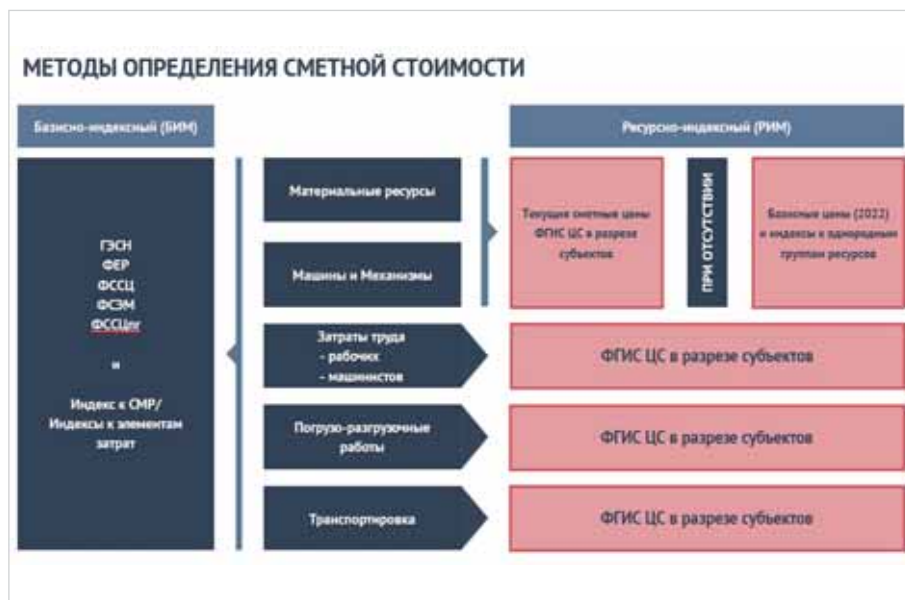 МЕТОДЫ ОПРЕДЕЛЕНИЯ СМЕТНОЙ СТОИМОСТИ
Базисно-индексный (БИМ)
Ресурсно-индексный (РИМ)
ГЭСН
ФЕР
ФССЦ
ФСЭМ
ФССЦпг
и
Индекс к СМР/
Индексы к элементам
затрат
Материальные ресурсы
Машины и Механизмы
Текущие сметные цены
ФГИС ЦС в разрезе
субъектов
ПРИ ОТСУТСТВИИ
Базисные цены (2022)
и индексы к однородным
группам ресурсов
Затраты труда
- рабочих
- машинистов
ФГИС ЦС в разрезе субъектов
Погрузо-разгрузочные
работы
ФГИС ЦС в разрезе субъектов
Транспортировка
ФГИС ЦС в разрезе субъектов